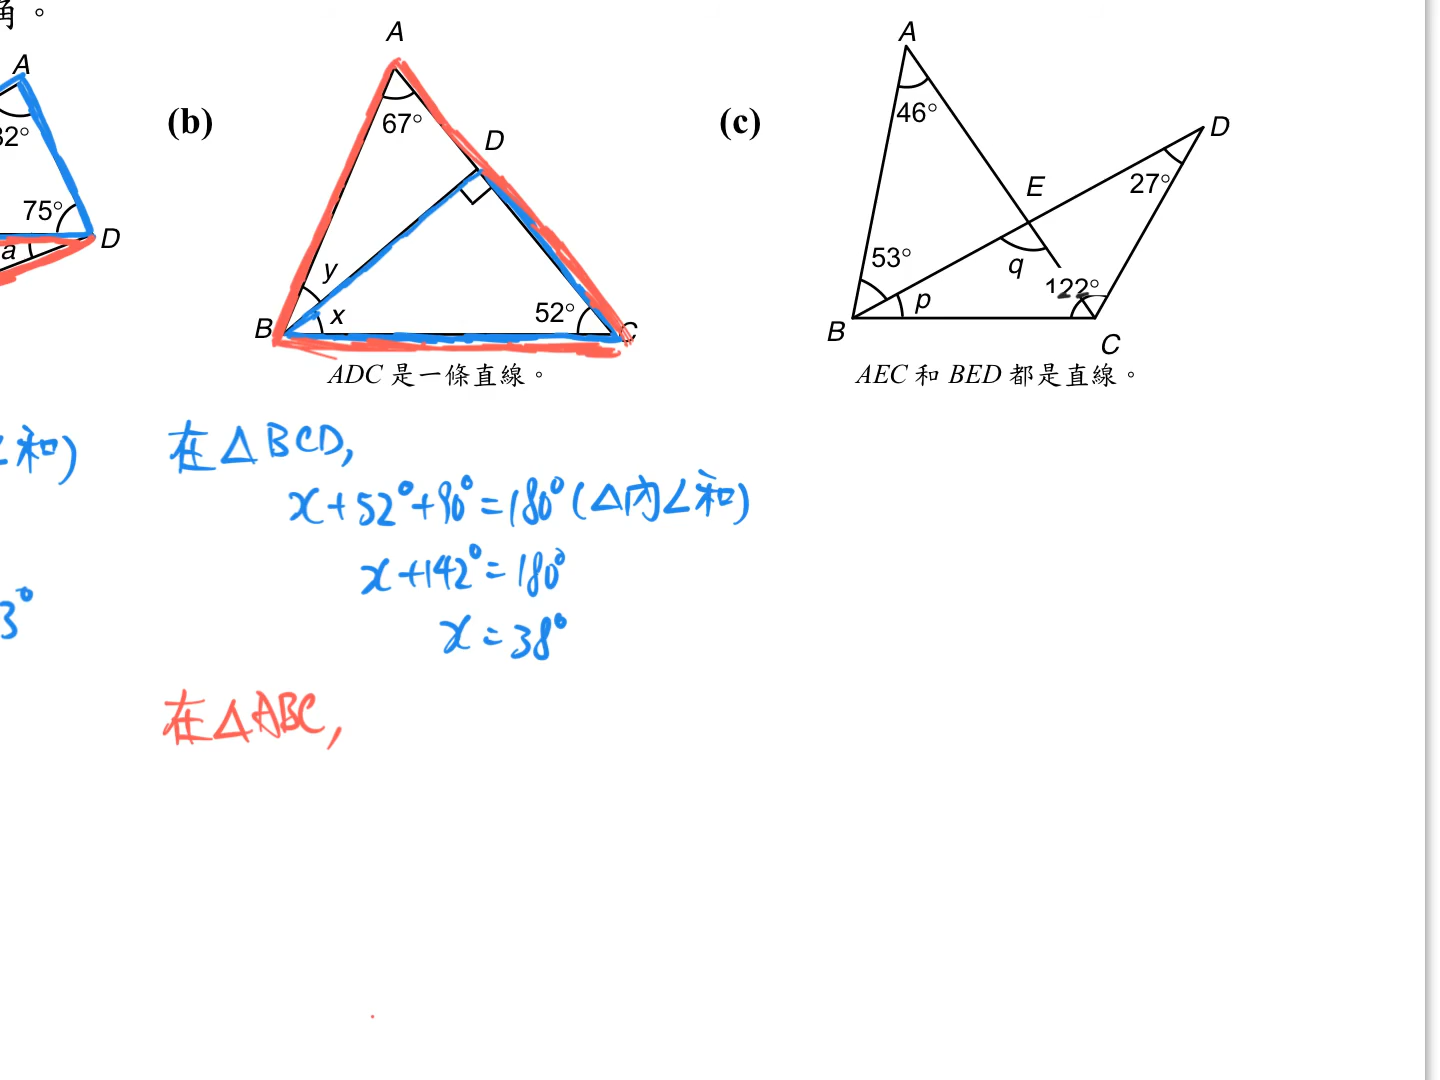 角。
A
32°
75°
a
D
∠和)
3°
(b)
A
67°
D
y
x
52°
B
C
ADC 是一條直線。
在△BCD,
x+52°+90°=180°(△內∠和)
x+142°=180°
x=38°
在△ABC,
(c)
A
46°
D
27°
E
53°
q
122°
p
B
C
AEC 和 BED 都是直線。